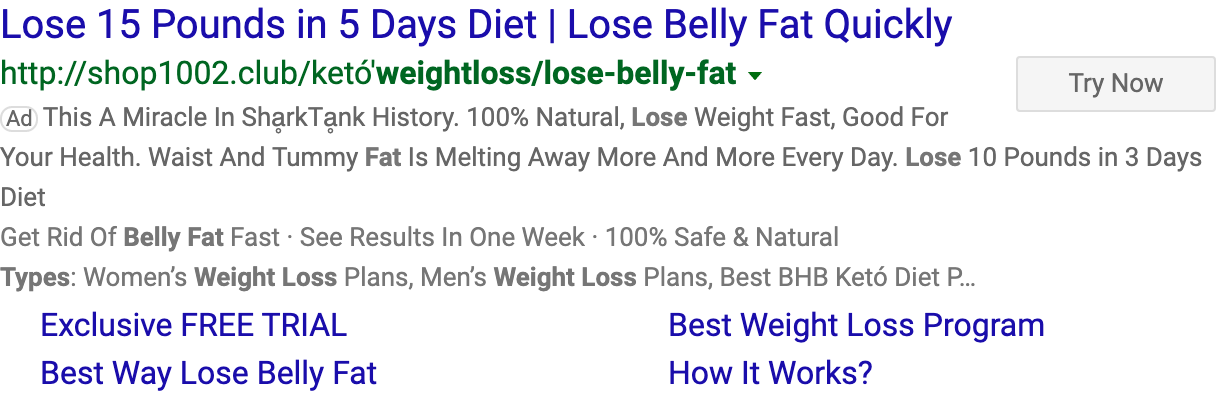 Lose 15 Pounds in 5 Days Diet | Lose Belly Fat Quickly
http://shop1002.club/ketó'weightloss/lose-belly-fat
Try Now
Ad This A Miracle In Shḁrk​Tḁnk History. 100% Natural, Lose Weight Fast, Good For
Your Health. Waist And Tummy Fat Is Melting Away More And More Every Day. Lose 10 Pounds in 3 Days
Diet
Get Rid Of Belly Fat Fast · See Results In One Week · 100% Safe & Natural
Types: Women’s Weight Loss Plans, Men’s Weight Loss Plans, Best BHB Ketó Diet P…
Exclusive FREE TRIAL
Best Weight Loss Program
Best Way Lose Belly Fat
How It Works?